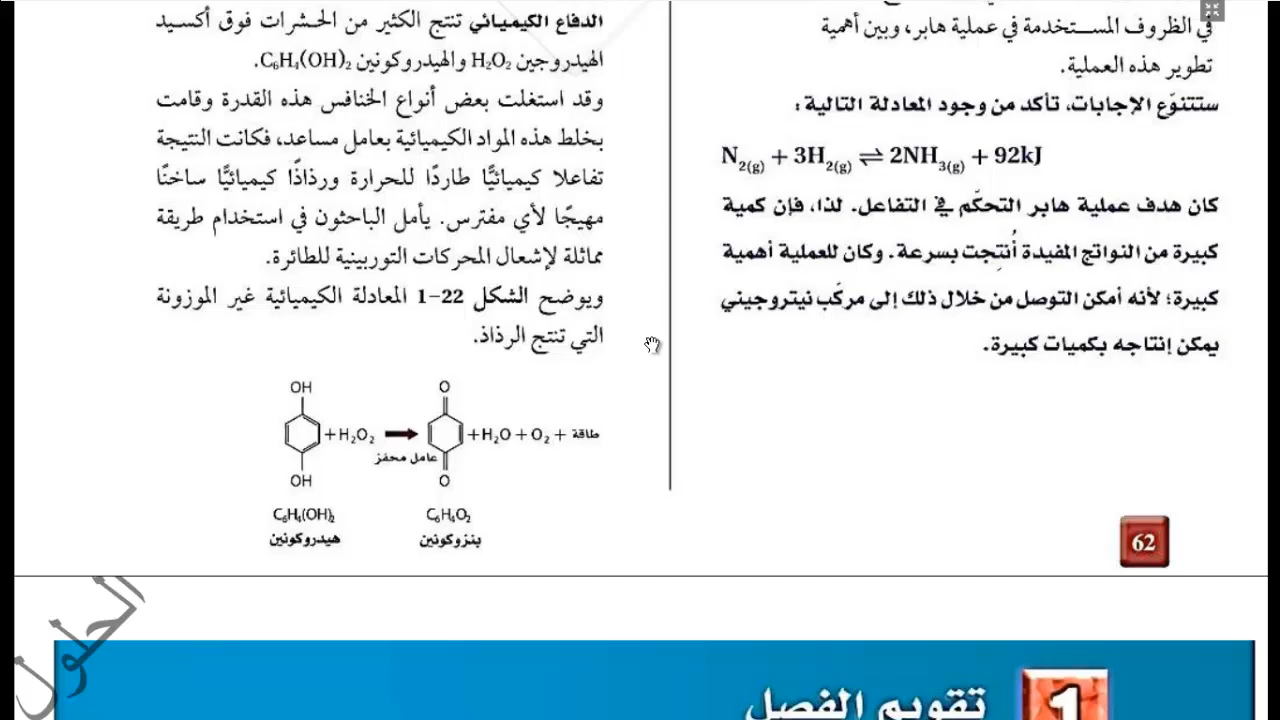 في الظروف المستخدمة في عملية هابر، وبين أهمية
تطوير هذه العملية.
ستتنوّع الإجابات، تأكد من وجود المعادلة التالية:
N2(g) + 3H2(g) ⇌ 2NH3(g) + 92kJ
كان هدف عملية هابر التحكّم في التفاعل. لذا، فإن كمية
كبيرة من النواتج المفيدة أُنتِجت بسرعة. وكان للعملية أهمية
كبيرة؛ لأنه أمكن التوصل من خلال ذلك إلى مركّب نيتروجيني
يمكن إنتاجه بكميات كبيرة.
62
الدفاع الكيميائي تنتج الكثير من الحشرات فوق أكسيد
الهيدروجين H2O2 والهيدروكونين C6H4(OH)2.
وقد استغلت بعض أنواع الخنافس هذه القدرة وقامت
بخلط هذه المواد الكيميائية بعامل مساعد، فكانت النتيجة
تفاعلا كيميائيًّا طاردًا للحرارة ورذاذًا كيميائيًّا ساخنًا
مهيجًا لأي مفترس. يأمل الباحثون في استخدام طريقة
مماثلة لإشعال المحركات التوربينية للطائرة.
ويوضح الشكل 22-1 المعادلة الكيميائية غير الموزونة
التي تنتج الرذاذ.
OH O
+H2O2 +H2O + O2 + طاقة
عامل محفز
OH O
C6H4(OH)2 C6H4O2
هيدروكونين بنزوكونين
الحلول
1 تقويم الفصل